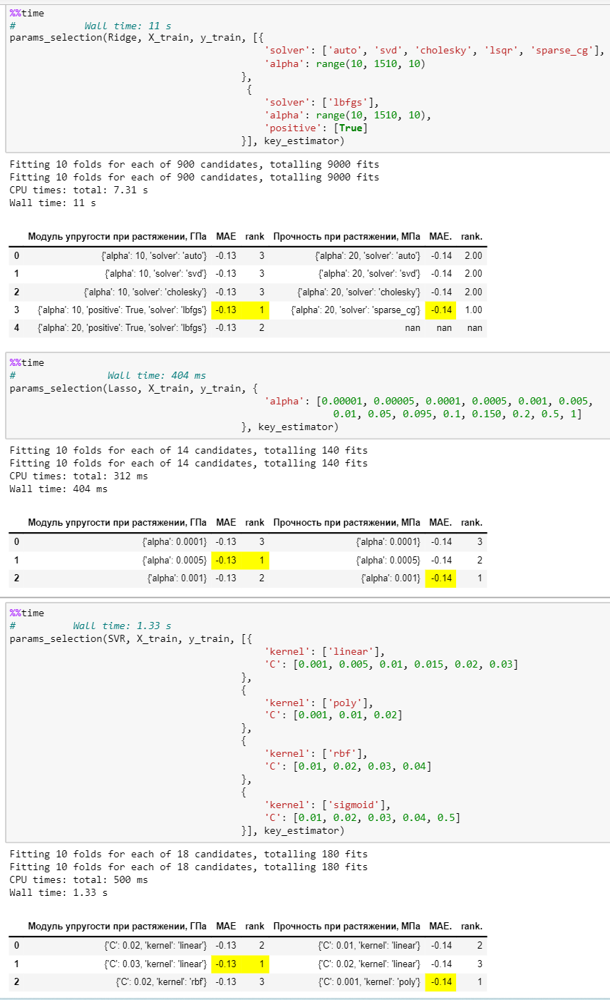 %%time
# Wall time: 11 s
params_selection(Ridge, X_train, y_train, [{
'solver': ['auto', 'svd', 'cholesky', 'lsqr', 'sparse_cg'],
'alpha': range(10, 1510, 10)
},
{
'solver': ['lbfgs'],
'alpha': range(10, 1510, 10),
'positive': [True]
}], key_estimator)
Fitting 10 folds for each of 900 candidates, totalling 9000 fits
Fitting 10 folds for each of 900 candidates, totalling 9000 fits
CPU times: total: 7.31 s
Wall time: 11 s
Модуль упругости при растяжении, ГПа MAE rank Прочность при растяжении, МПа MAE. rank.
0 {'alpha': 10, 'solver': 'auto'} -0.13 3 {'alpha': 20, 'solver': 'auto'} -0.14 2.00
1 {'alpha': 10, 'solver': 'svd'} -0.13 3 {'alpha': 20, 'solver': 'svd'} -0.14 2.00
2 {'alpha': 10, 'solver': 'cholesky'} -0.13 3 {'alpha': 20, 'solver': 'cholesky'} -0.14 2.00
3 {'alpha': 10, 'positive': True, 'solver': 'lbfgs'} -0.13 1 {'alpha': 20, 'solver': 'sparse_cg'} -0.14 1.00
4 {'alpha': 20, 'positive': True, 'solver': 'lbfgs'} -0.13 2 nan nan nan
%%time
# Wall time: 404 ms
params_selection(Lasso, X_train, y_train, {
'alpha': [0.00001, 0.00005, 0.0001, 0.0005, 0.001, 0.005,
0.01, 0.05, 0.095, 0.1, 0.150, 0.2, 0.5, 1]
}, key_estimator)
Fitting 10 folds for each of 14 candidates, totalling 140 fits
Fitting 10 folds for each of 14 candidates, totalling 140 fits
CPU times: total: 312 ms
Wall time: 404 ms
Модуль упругости при растяжении, ГПа MAE rank Прочность при растяжении, МПа MAE. rank.
0 {'alpha': 0.0001} -0.13 3 {'alpha': 0.0001} -0.14 3
1 {'alpha': 0.0005} -0.13 1 {'alpha': 0.0005} -0.14 2
2 {'alpha': 0.001} -0.13 2 {'alpha': 0.001} -0.14 1
%%time
# Wall time: 1.33 s
params_selection(SVR, X_train, y_train, [{
'kernel': ['linear'],
'C': [0.001, 0.005, 0.01, 0.015, 0.02, 0.03]
},
{
'kernel': ['poly'],
'C': [0.001, 0.01, 0.02]
},
{
'kernel': ['rbf'],
'C': [0.01, 0.02, 0.03, 0.04]
},
{
'kernel': ['sigmoid'],
'C': [0.01, 0.02, 0.03, 0.04, 0.5]
}], key_estimator)
Fitting 10 folds for each of 18 candidates, totalling 180 fits
Fitting 10 folds for each of 18 candidates, totalling 180 fits
CPU times: total: 500 ms
Wall time: 1.33 s
Модуль упругости при растяжении, ГПа MAE rank Прочность при растяжении, МПа MAE. rank.
0 {'C': 0.02, 'kernel': 'linear'} -0.13 2 {'C': 0.01, 'kernel': 'linear'} -0.14 2
1 {'C': 0.03, 'kernel': 'linear'} -0.13 1 {'C': 0.02, 'kernel': 'linear'} -0.14 3
2 {'C': 0.02, 'kernel': 'rbf'} -0.13 3 {'C': 0.001, 'kernel': 'poly'} -0.14 1